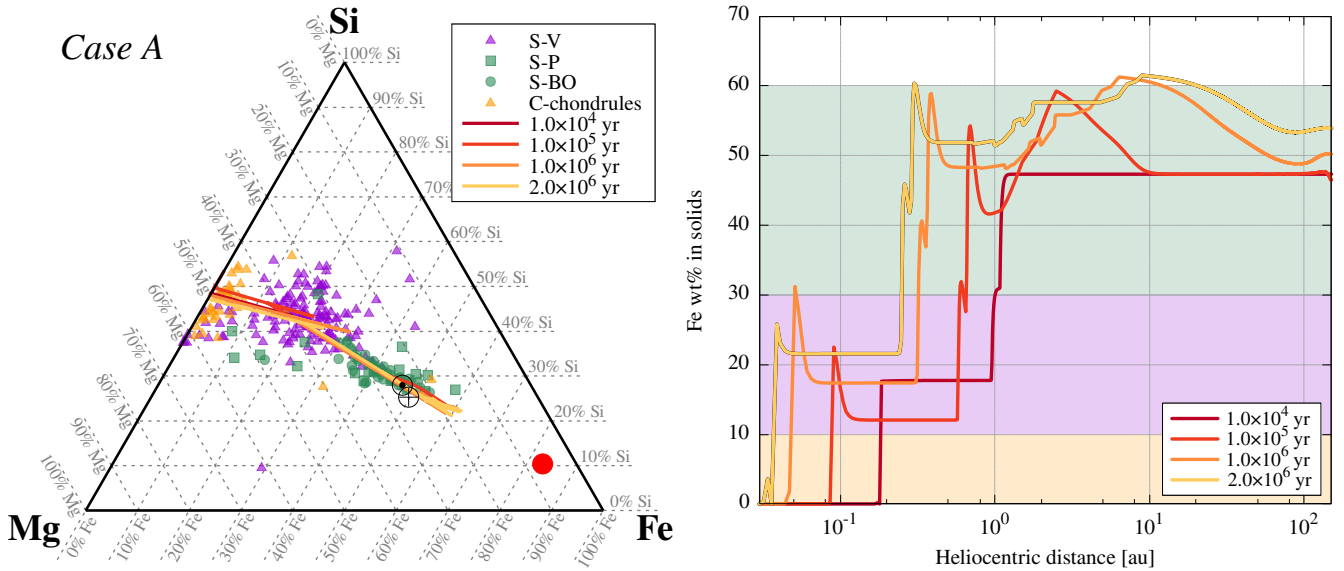 Case A
Si
Mg
Fe
S-V
S-P
S-BO
C-chondrules
1.0×10⁴ yr
1.0×10⁵ yr
1.0×10⁶ yr
2.0×10⁶ yr
100% Si
90% Si
80% Si
70%
60% Si
50% Si
40% Si
30% Si
20% Si
10% Si
0% Si
0% Mg
10% Mg
20% Mg
30% Mg
40% Mg
50% Mg
60% Mg
70% Mg
80% Mg
90% Mg
100% Mg
0% Fe
10% Fe
20% Fe
30% Fe
40% Fe
50% Fe
60% Fe
70% Fe
80% Fe
90% Fe
100% Fe
Fe wt% in solids
70
60
50
40
30
20
10
0
10⁻¹
10⁰
10¹
10²
Heliocentric distance [au]
1.0×10⁴ yr
1.0×10⁵ yr
1.0×10⁶ yr
2.0×10⁶ yr